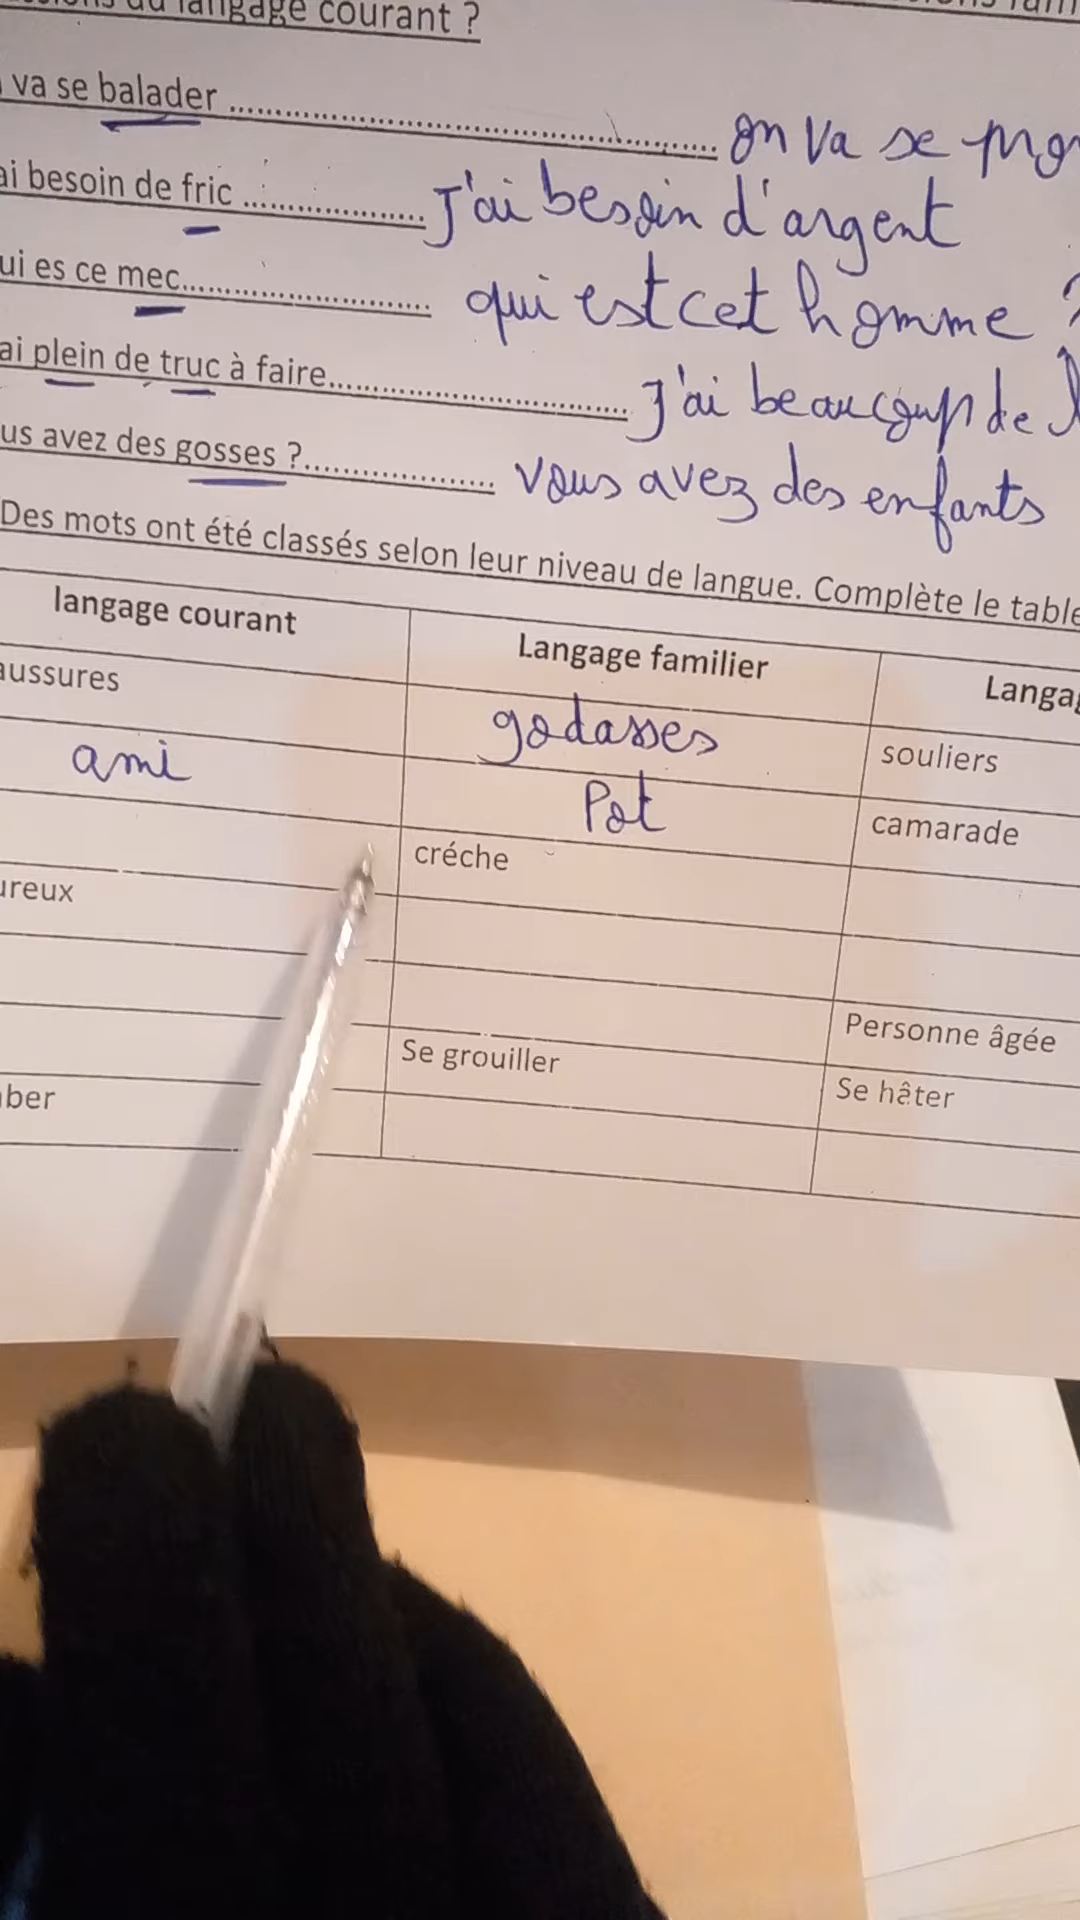 du langage courant ?
va se balader ........................ on va se
ai besoin de fric .................. J'ai besoin d'argent
ui es ce mec........................... qui est cet homme ?
ai plein de truc à faire................................ J'ai beaucoup de
us avez des gosses ?.................... vous avez des enfants
Des mots ont été classés selon leur niveau de langue. Complète le table
langage courant Langage familier Langag
aussures godasses souliers
ami Pot camarade
créche
ureux
Personne âgée
Se grouiller Se hâter
ber